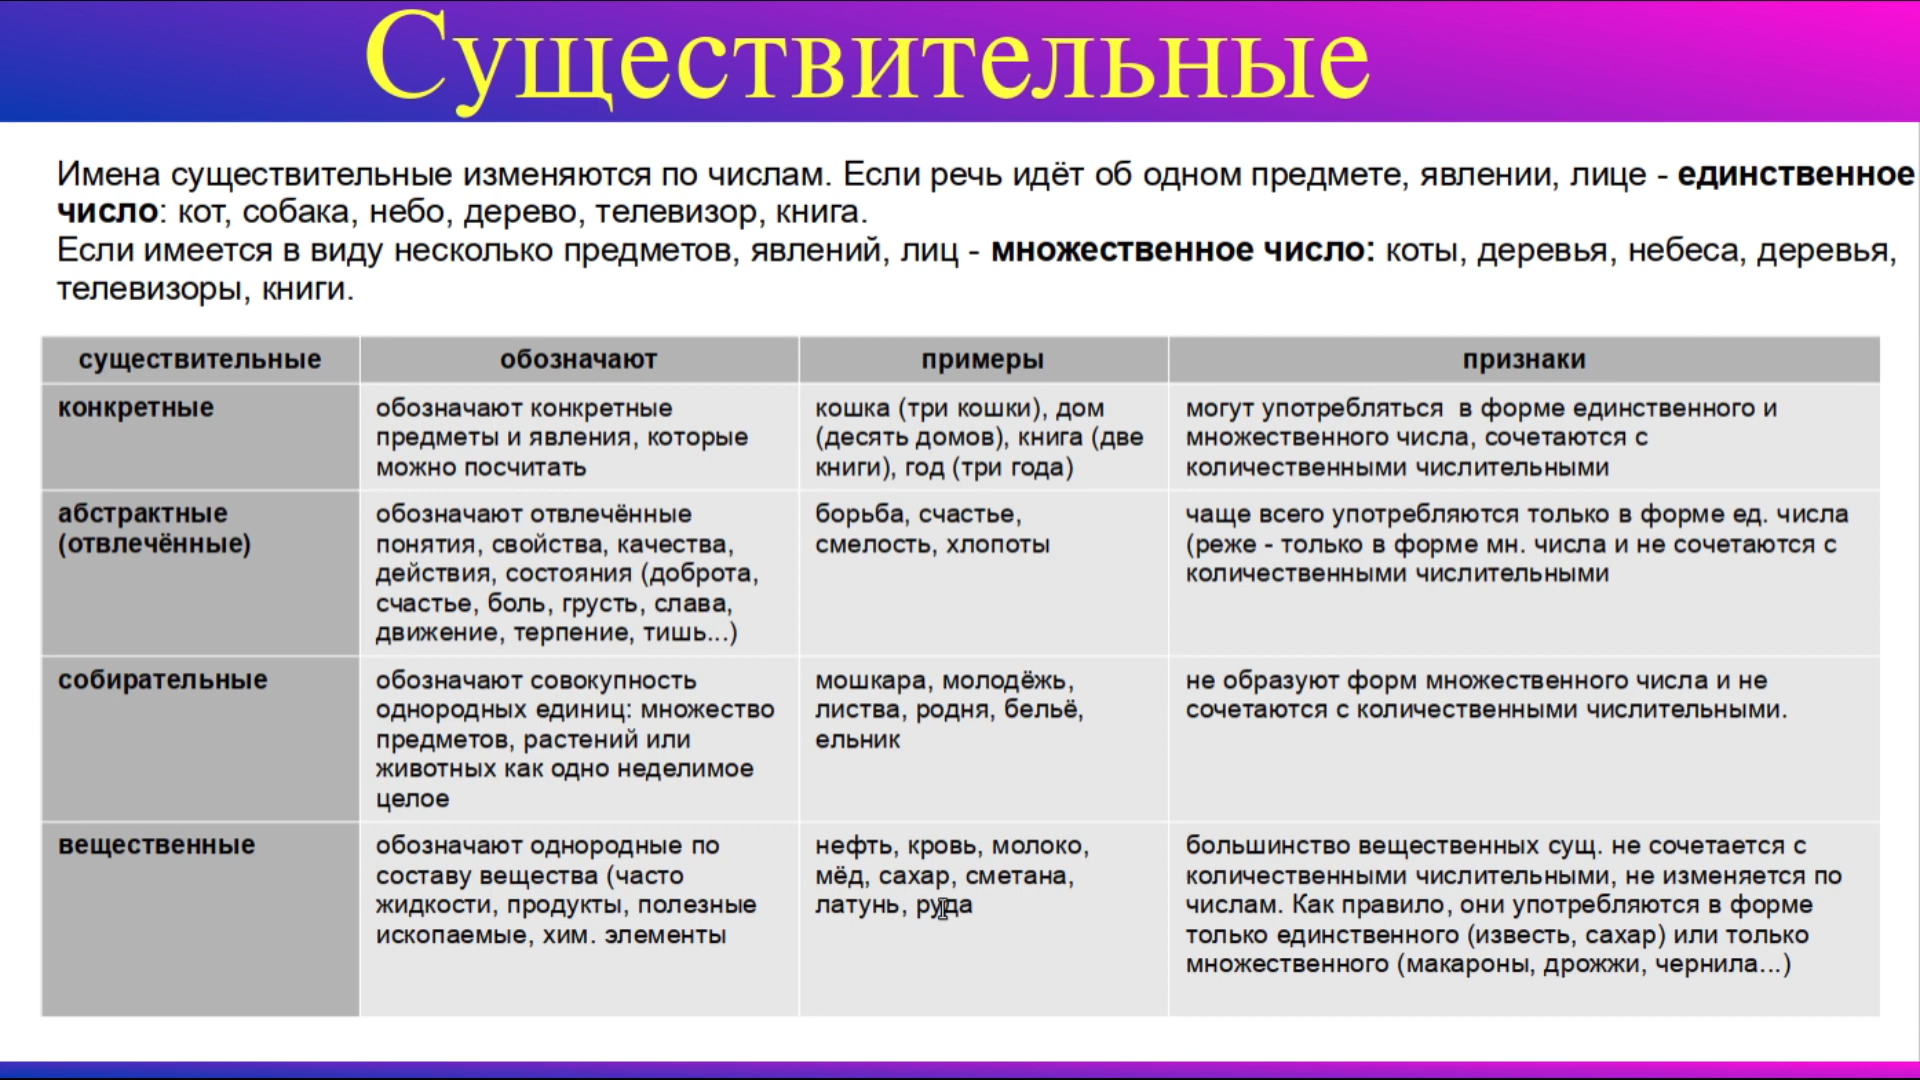 Существительные
Имена существительные изменяются по числам. Если речь идёт об одном предмете, явлении, лице - единственное
число: кот, собака, небо, дерево, телевизор, книга.
Если имеется в виду несколько предметов, явлений, лиц - множественное число: коты, деревья, небеса, деревья,
телевизоры, книги.
существительные обозначают примеры признаки
конкретные
обозначают конкретные
предметы и явления, которые
можно посчитать
кошка (три кошки), дом
(десять домов), книга (две
книги), год (три года)
могут употребляться в форме единственного и
множественного числа, сочетаются с
количественными числительными
абстрактные
(отвлечённые)
обозначают отвлечённые
понятия, свойства, качества,
действия, состояния (доброта,
счастье, боль, грусть, слава,
движение, терпение, тишь...)
борьба, счастье,
смелость, хлопоты
чаще всего употребляются только в форме ед. числа
(реже - только в форме мн. числа и не сочетаются с
количественными числительными
собирательные
обозначают совокупность
однородных единиц: множество
предметов, растений или
животных как одно неделимое
целое
мошкара, молодёжь,
листва, родня, бельё,
ельник
не образуют форм множественного числа и не
сочетаются с количественными числительными.
вещественные
обозначают однородные по
составу вещества (часто
жидкости, продукты, полезные
ископаемые, хим. элементы
нефть, кровь, молоко,
мёд, сахар, сметана,
латунь, руда
большинство вещественных сущ. не сочетается с
количественными числительными, не изменяется по
числам. Как правило, они употребляются в форме
только единственного (известь, сахар) или только
множественного (макароны, дрожжи, чернила...)